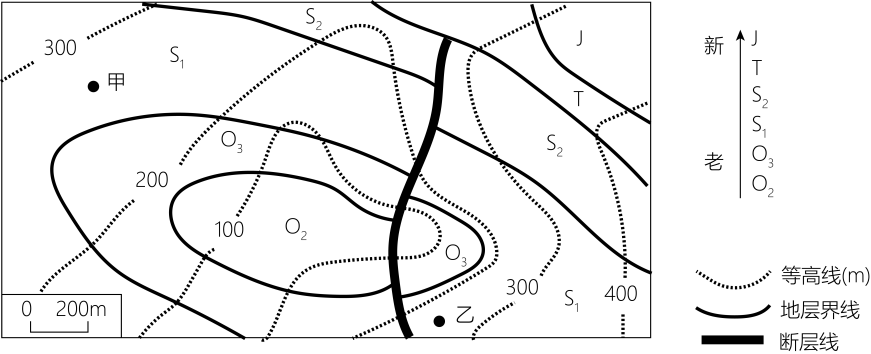 300
甲
S₁
S₂
O₃
200
100
O₂
O₃
乙
300
S₁
400
S₂
T
J
0 200m
新
老
J
T
S₂
S₁
O₃
O₂
等高线(m)
地层界线
断层线